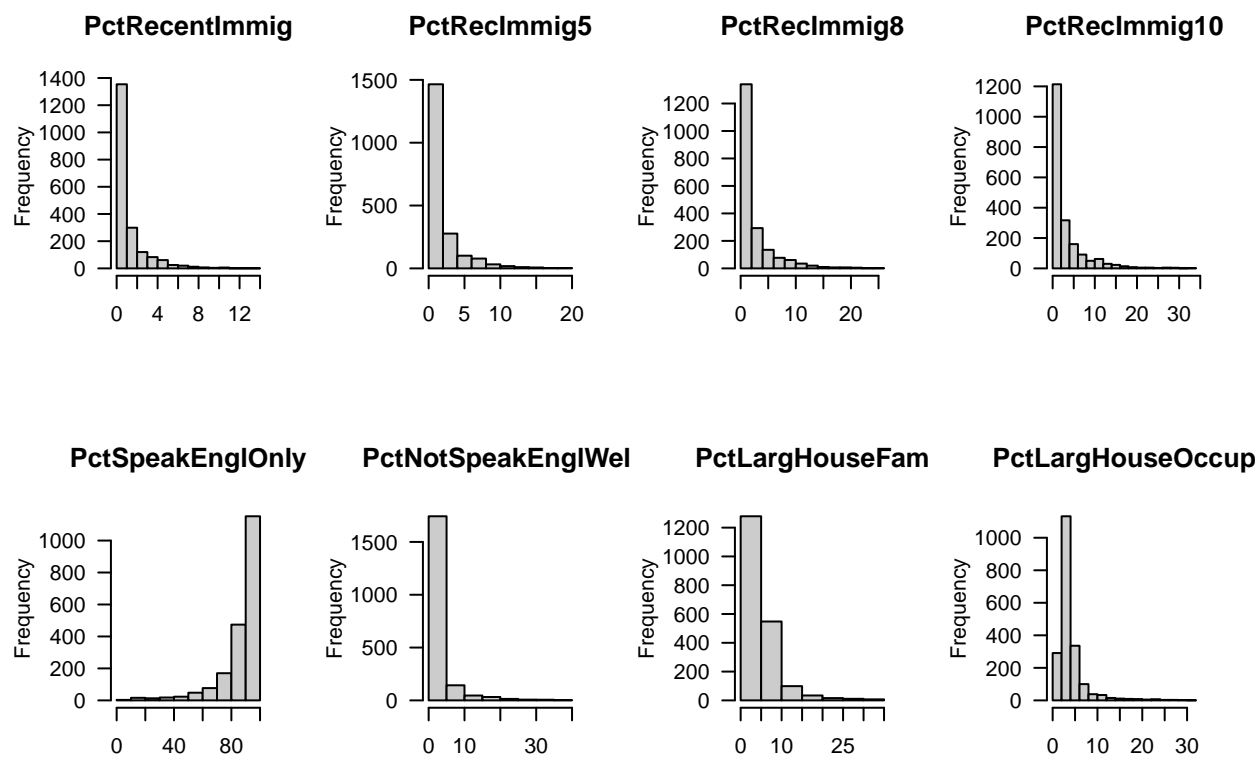 PctRecentImmig
PctRecImmig5
PctRecImmig8
PctRecImmig10
Frequency
0
200
400
600
800
1000
1200
1400
0 4 8 12
Frequency
0
500
1000
1500
0 5 10 20
Frequency
0
200
400
600
800
1000
1200
0 10 20
Frequency
0
200
400
600
800
1000
1200
0 10 20 30
PctSpeakEnglOnly
PctNotSpeakEnglWel
PctLargHouseFam
PctLargHouseOccup
Frequency
0
200
400
600
800
1000
0 40 80
Frequency
0
500
1000
1500
0 10 30
Frequency
0
200
400
600
800
1000
1200
0 10 25
Frequency
0
200
400
600
800
1000
0 10 20 30